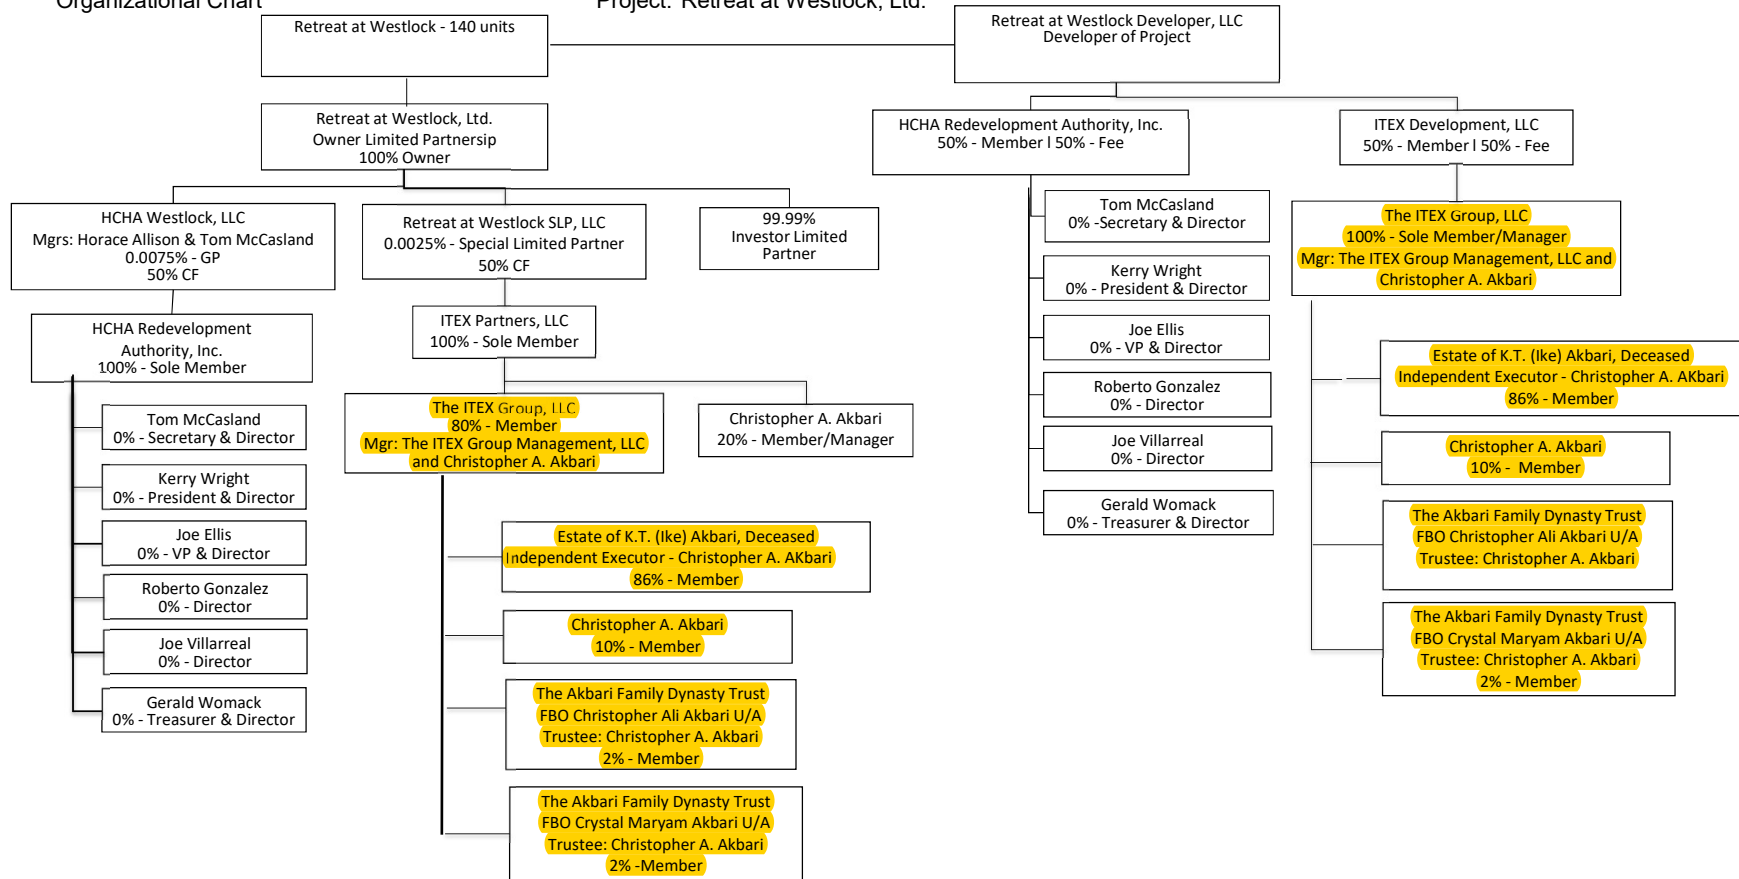 Organizational Chart
Project: Retreat at Westlock, Ltd.
Retreat at Westlock - 140 units
Retreat at Westlock Developer, LLC
Developer of Project
Retreat at Westlock, Ltd.
Owner Limited Partnersip
100% Owner
HCHA Redevelopment Authority, Inc.
50% - Member l 50% - Fee
ITEX Development, LLC
50% - Member l 50% - Fee
HCHA Westlock, LLC
Mgrs: Horace Allison & Tom McCasland
0.0075% - GP
50% CF
Retreat at Westlock SLP, LLC
0.0025% - Special Limited Partner
50% CF
99.99%
Investor Limited
Partner
HCHA Redevelopment
Authority, Inc.
100% - Sole Member
ITEX Partners, LLC
100% - Sole Member
Tom McCasland
0% - Secretary & Director
Kerry Wright
0% - President & Director
Joe Ellis
0% - VP & Director
Roberto Gonzalez
0% - Director
Joe Villarreal
0% - Director
Gerald Womack
0% - Treasurer & Director
The ITEX Group, LLC
80% - Member
Mgr: The ITEX Group Management, LLC
and Christopher A. Akbari
Christopher A. Akbari
20% - Member/Manager
Estate of K.T. (Ike) Akbari, Deceased
Independent Executor - Christopher A. AKbari
86% - Member
Christopher A. Akbari
10% - Member
The Akbari Family Dynasty Trust
FBO Christopher Ali Akbari U/A
Trustee: Christopher A. Akbari
2% - Member
The Akbari Family Dynasty Trust
FBO Crystal Maryam Akbari U/A
Trustee: Christopher A. Akbari
2% -Member
Tom McCasland
0% -Secretary & Director
Kerry Wright
0% - President & Director
Joe Ellis
0% - VP & Director
Roberto Gonzalez
0% - Director
Joe Villarreal
0% - Director
Gerald Womack
0% - Treasurer & Director
The ITEX Group, LLC
100% - Sole Member/Manager
Mgr: The ITEX Group Management, LLC and
Christopher A. Akbari
Estate of K.T. (Ike) Akbari, Deceased
Independent Executor - Christopher A. AKbari
86% - Member
Christopher A. Akbari
10% - Member
The Akbari Family Dynasty Trust
FBO Christopher Ali Akbari U/A
Trustee: Christopher A. Akbari
The Akbari Family Dynasty Trust
FBO Crystal Maryam Akbari U/A
Trustee: Christopher A. Akbari
2% - Member